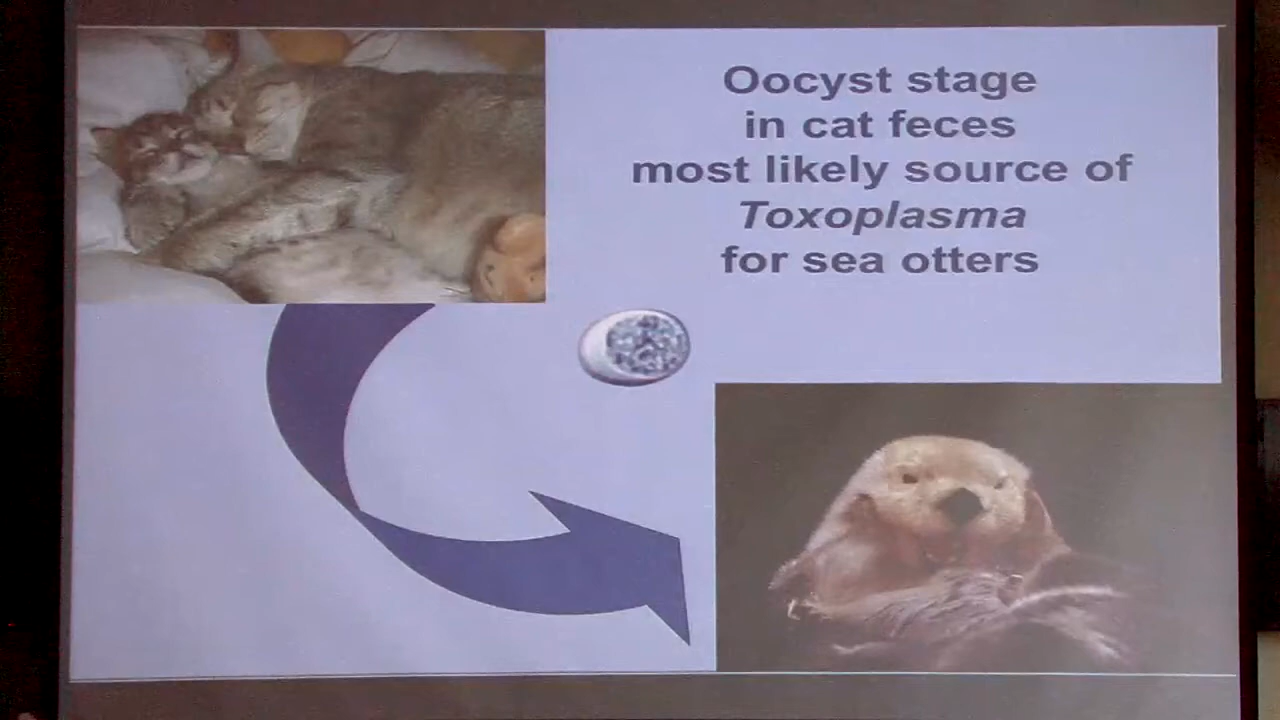 Oocyst stage
in cat feces
most likely source of
Toxoplasma
for sea otters